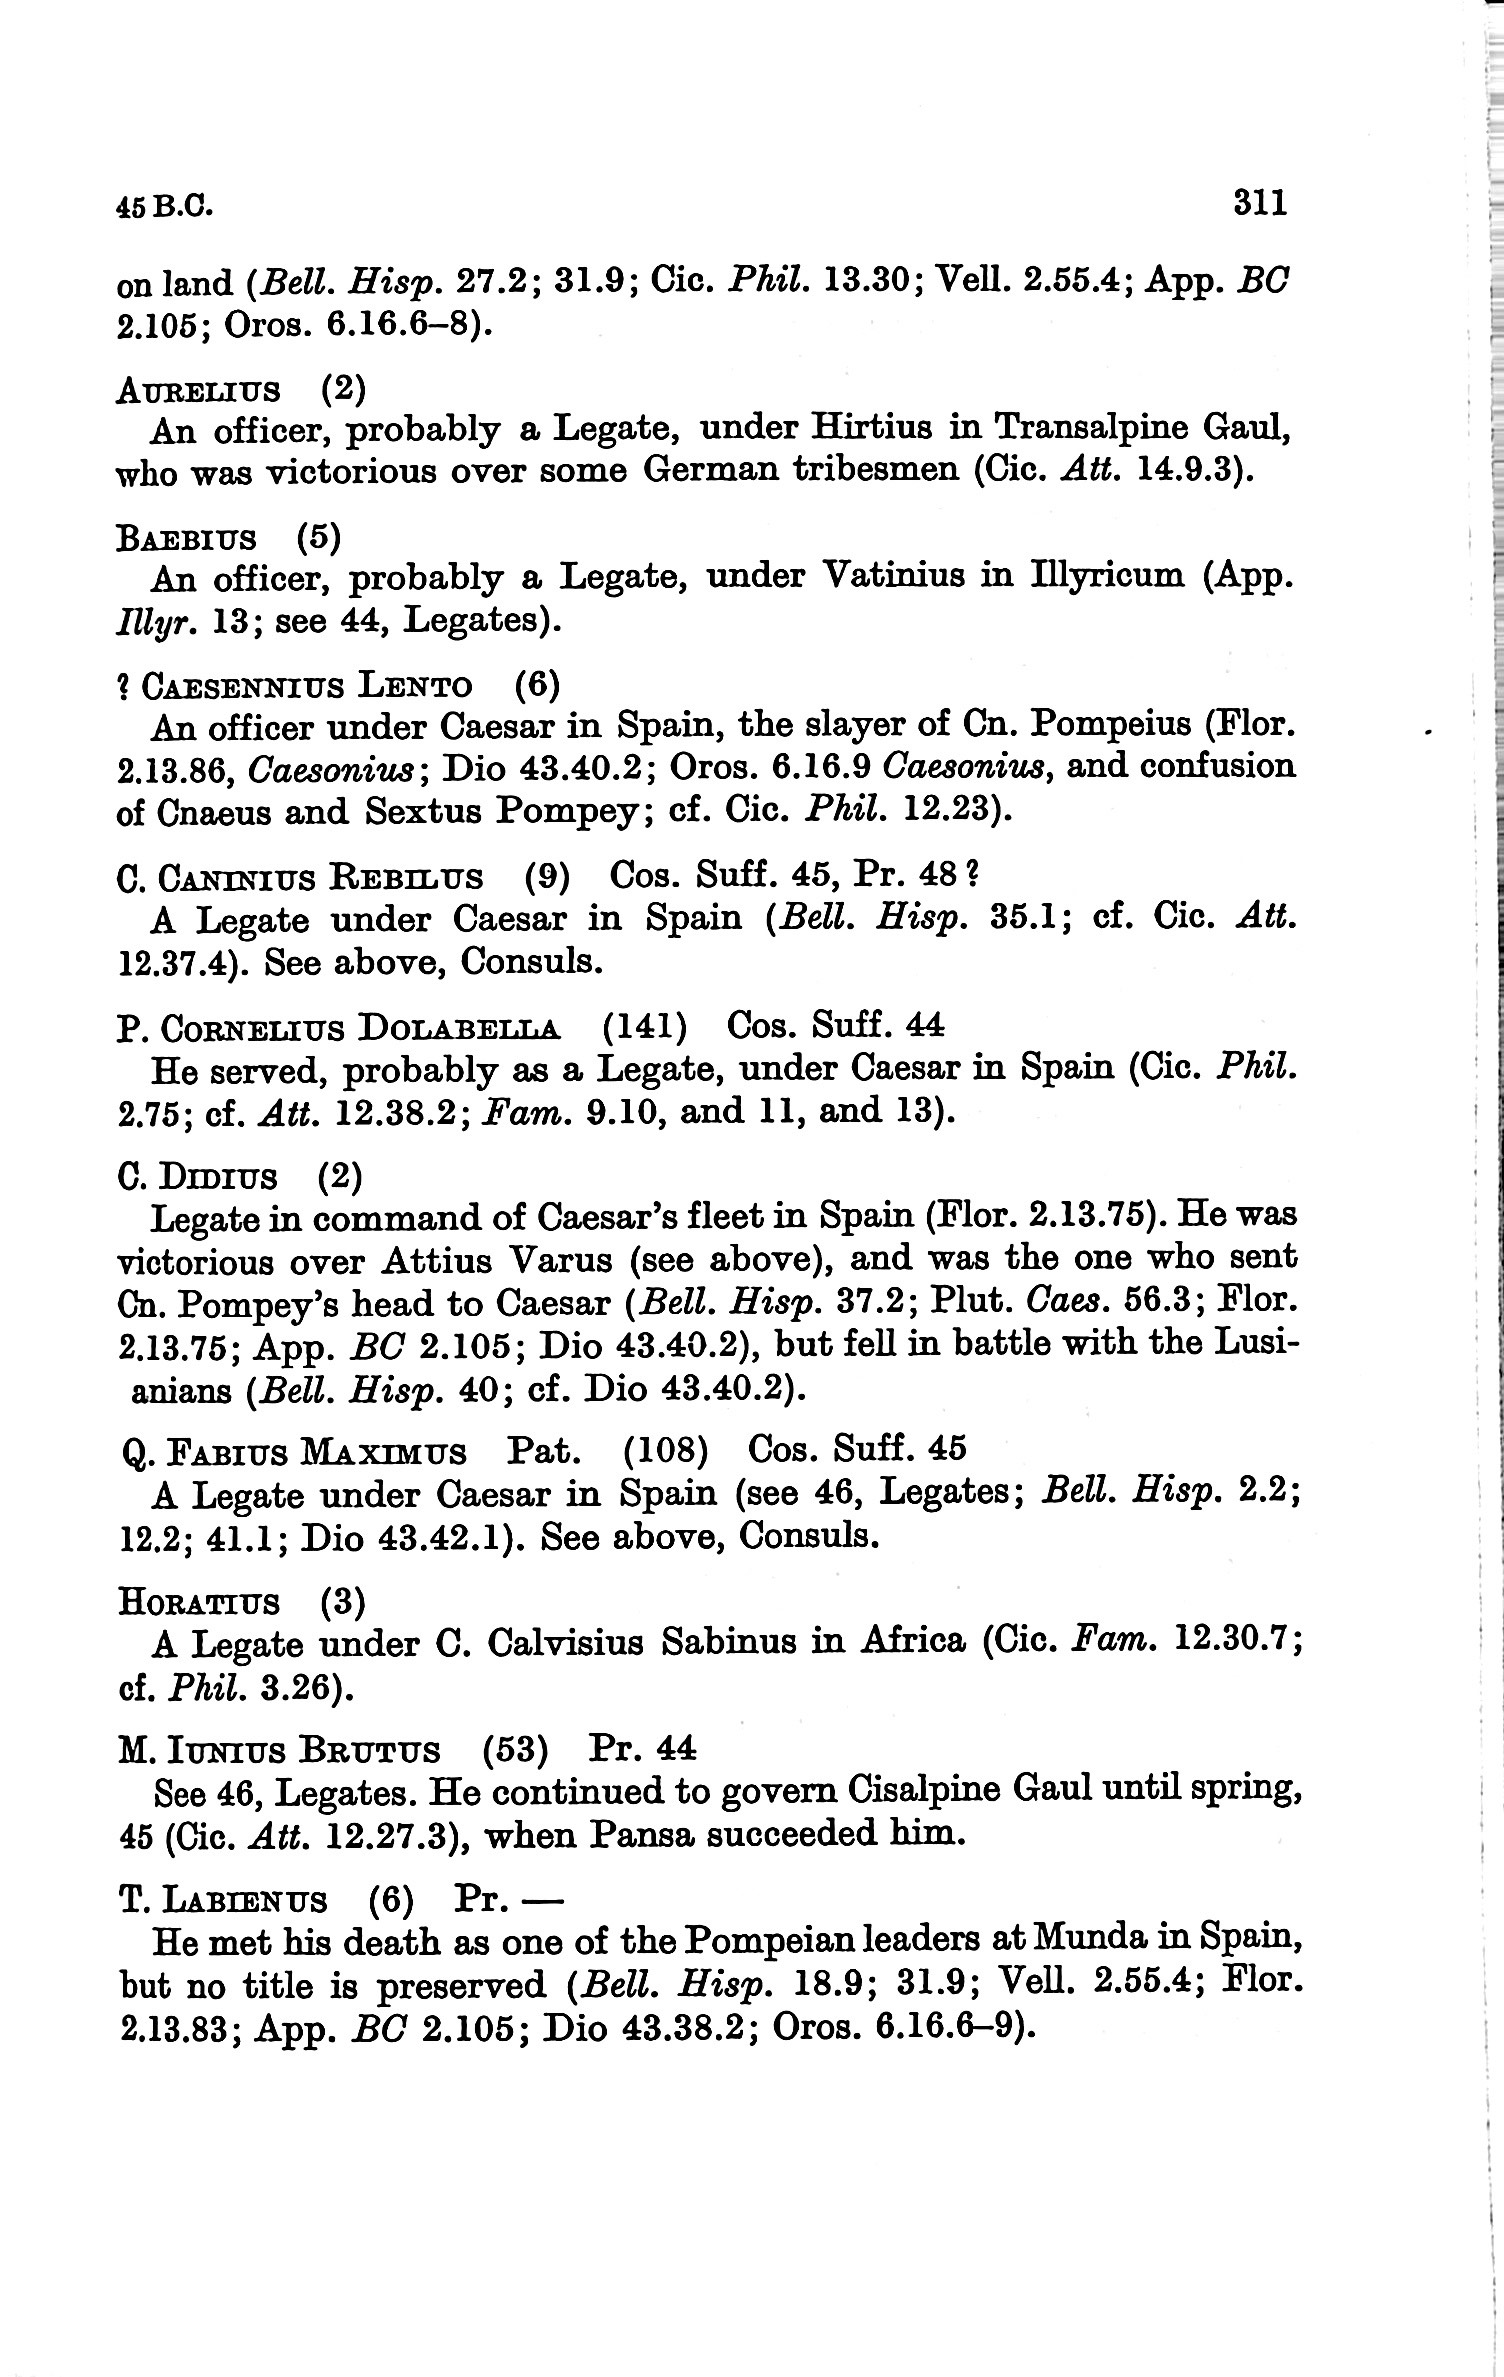 45 B.C. 311
on land (Bell. Hisp. 27.2; 31.9; Cic. Phil. 13.30; Vell. 2.55.4; App. BC
2.105; Oros. 6.16.6–8).
AURELIUS (2)
An officer, probably a Legate, under Hirtius in Transalpine Gaul,
who was victorious over some German tribesmen (Cic. Att. 14.9.3).
BAEBIUS (5)
An officer, probably a Legate, under Vatinius in Illyricum (App.
Illyr. 13; see 44, Legates).
? CAESENNIUS LENTO (6)
An officer under Caesar in Spain, the slayer of Cn. Pompeius (Flor.
2.13.86, Caesonius; Dio 43.40.2; Oros. 6.16.9 Caesonius, and confusion
of Cnaeus and Sextus Pompey; cf. Cic. Phil. 12.23).
C. CANINIUS REBILUS (9) Cos. Suff. 45, Pr. 48?
A Legate under Caesar in Spain (Bell. Hisp. 35.1; cf. Cic. Att.
12.37.4). See above, Consuls.
P. CORNELIUS DOLABELLA (141) Cos. Suff. 44
He served, probably as a Legate, under Caesar in Spain (Cic. Phil.
2.75; cf. Att. 12.38.2; Fam. 9.10, and 11, and 13).
C. DIDIUS (2)
Legate in command of Caesar's fleet in Spain (Flor. 2.13.75). He was
victorious over Attius Varus (see above), and was the one who sent
Cn. Pompey's head to Caesar (Bell. Hisp. 37.2; Plut. Caes. 56.3; Flor.
2.13.75; App. BC 2.105; Dio 43.40.2), but fell in battle with the Lusi-
anians (Bell. Hisp. 40; cf. Dio 43.40.2).
Q. FABIUS MAXIMUS Pat. (108) Cos. Suff. 45
A Legate under Caesar in Spain (see 46, Legates; Bell. Hisp. 2.2;
12.2; 41.1; Dio 43.42.1). See above, Consuls.
HORATIUS (3)
A Legate under C. Calvisius Sabinus in Africa (Cic. Fam. 12.30.7;
cf. Phil. 3.26).
M. IUNIUS BRUTUS (53) Pr. 44
See 46, Legates. He continued to govern Cisalpine Gaul until spring,
45 (Cic. Att. 12.27.3), when Pansa succeeded him.
T. LABIENUS (6) Pr. —
He met his death as one of the Pompeian leaders at Munda in Spain,
but no title is preserved (Bell. Hisp. 18.9; 31.9; Vell. 2.55.4; Flor.
2.13.83; App. BC 2.105; Dio 43.38.2; Oros. 6.16.6–9).